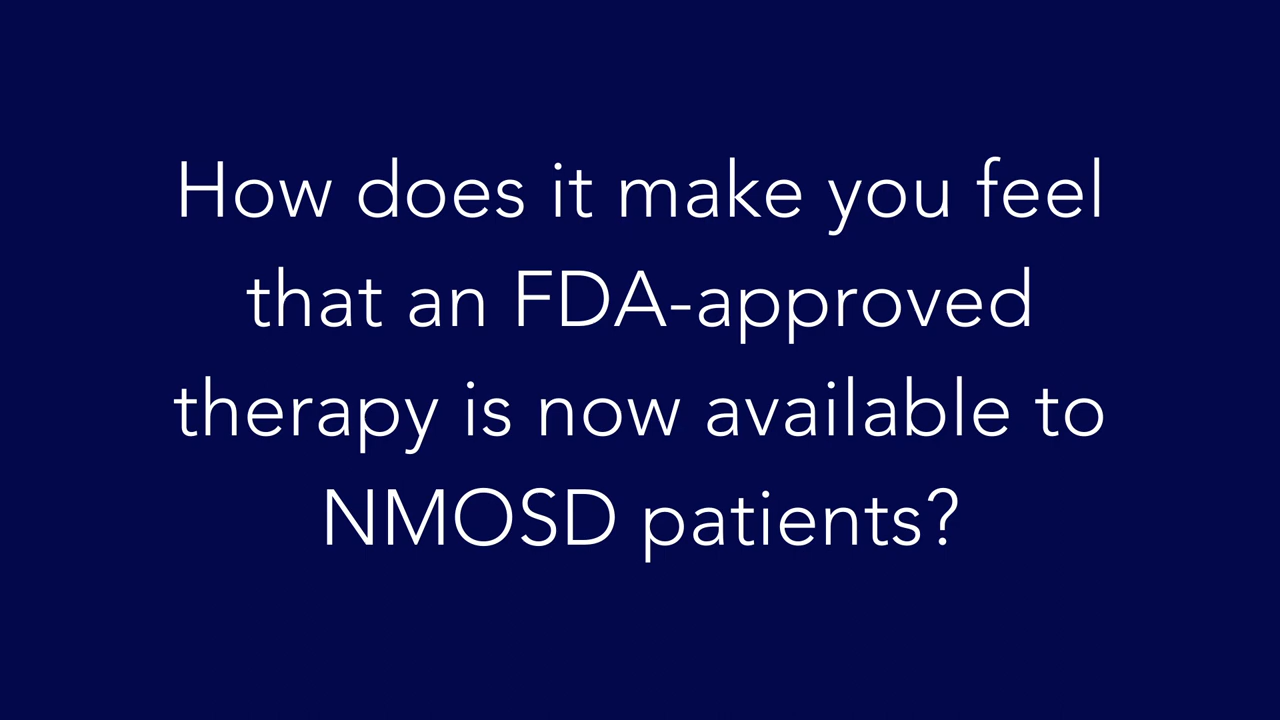 How does it make you feel
that an FDA-approved
therapy is now available to
NMOSD patients?